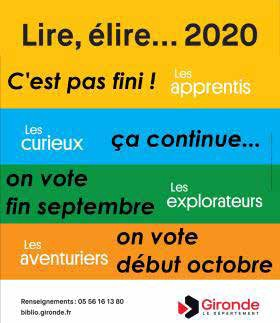 Lire, élire... 2020
C'est pas fini !
Les
apprentis
Les
curieux
ça continue...
on vote
fin septembre
Les
explorateurs
Les
aventuriers
on vote
début octobre
Renseignements : 05 56 16 13 80
biblio.gironde.fr
Gironde
LE DÉPARTEMENT